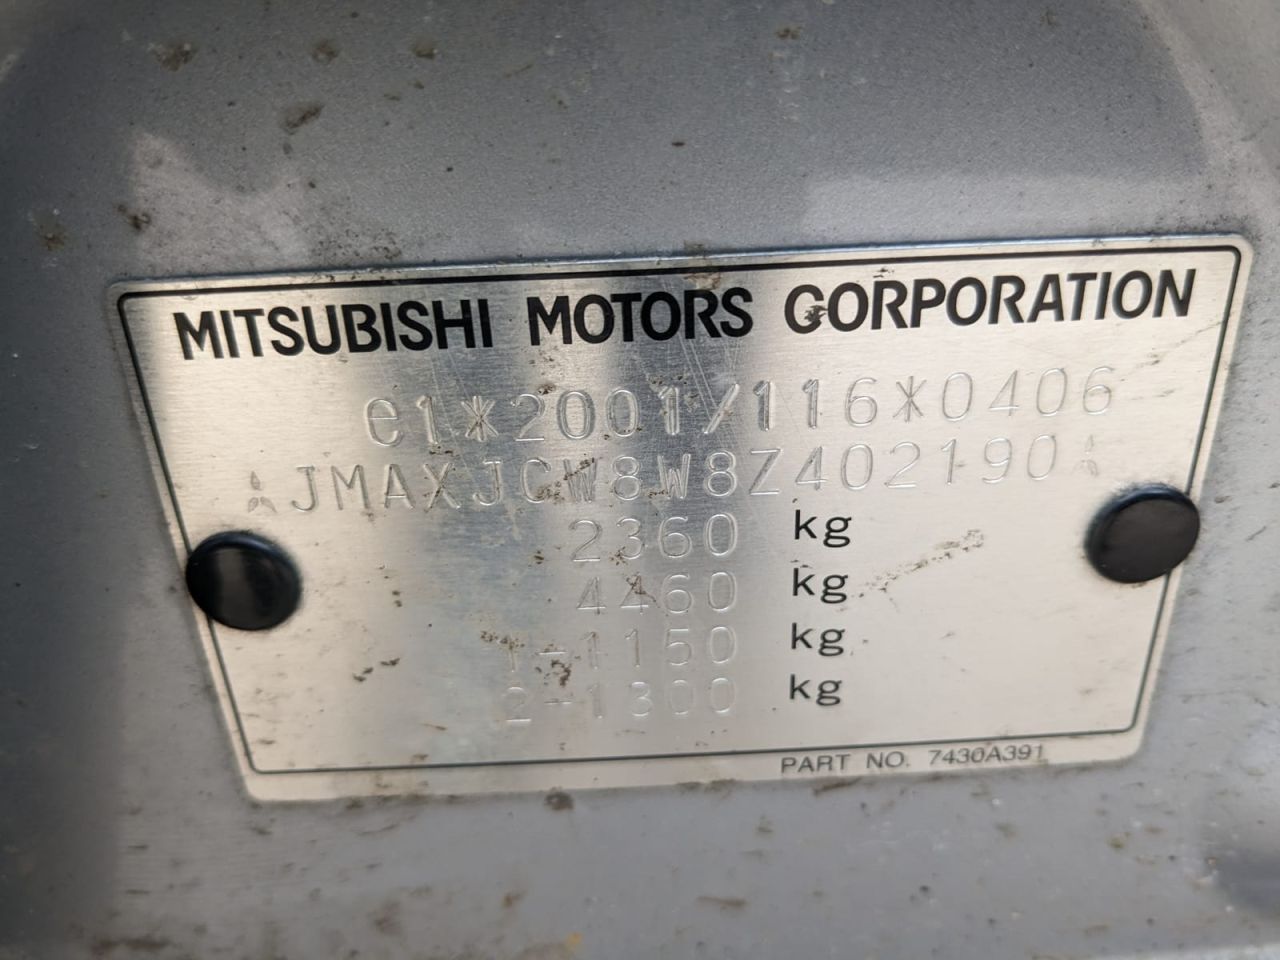 MITSUBISHI MOTORS CORPORATION
e1*2001/116*0406
JMAXJCW8W8Z402190
2360 kg
4460 kg
1-1150 kg
2-1300 kg
PART NO. 7430A391